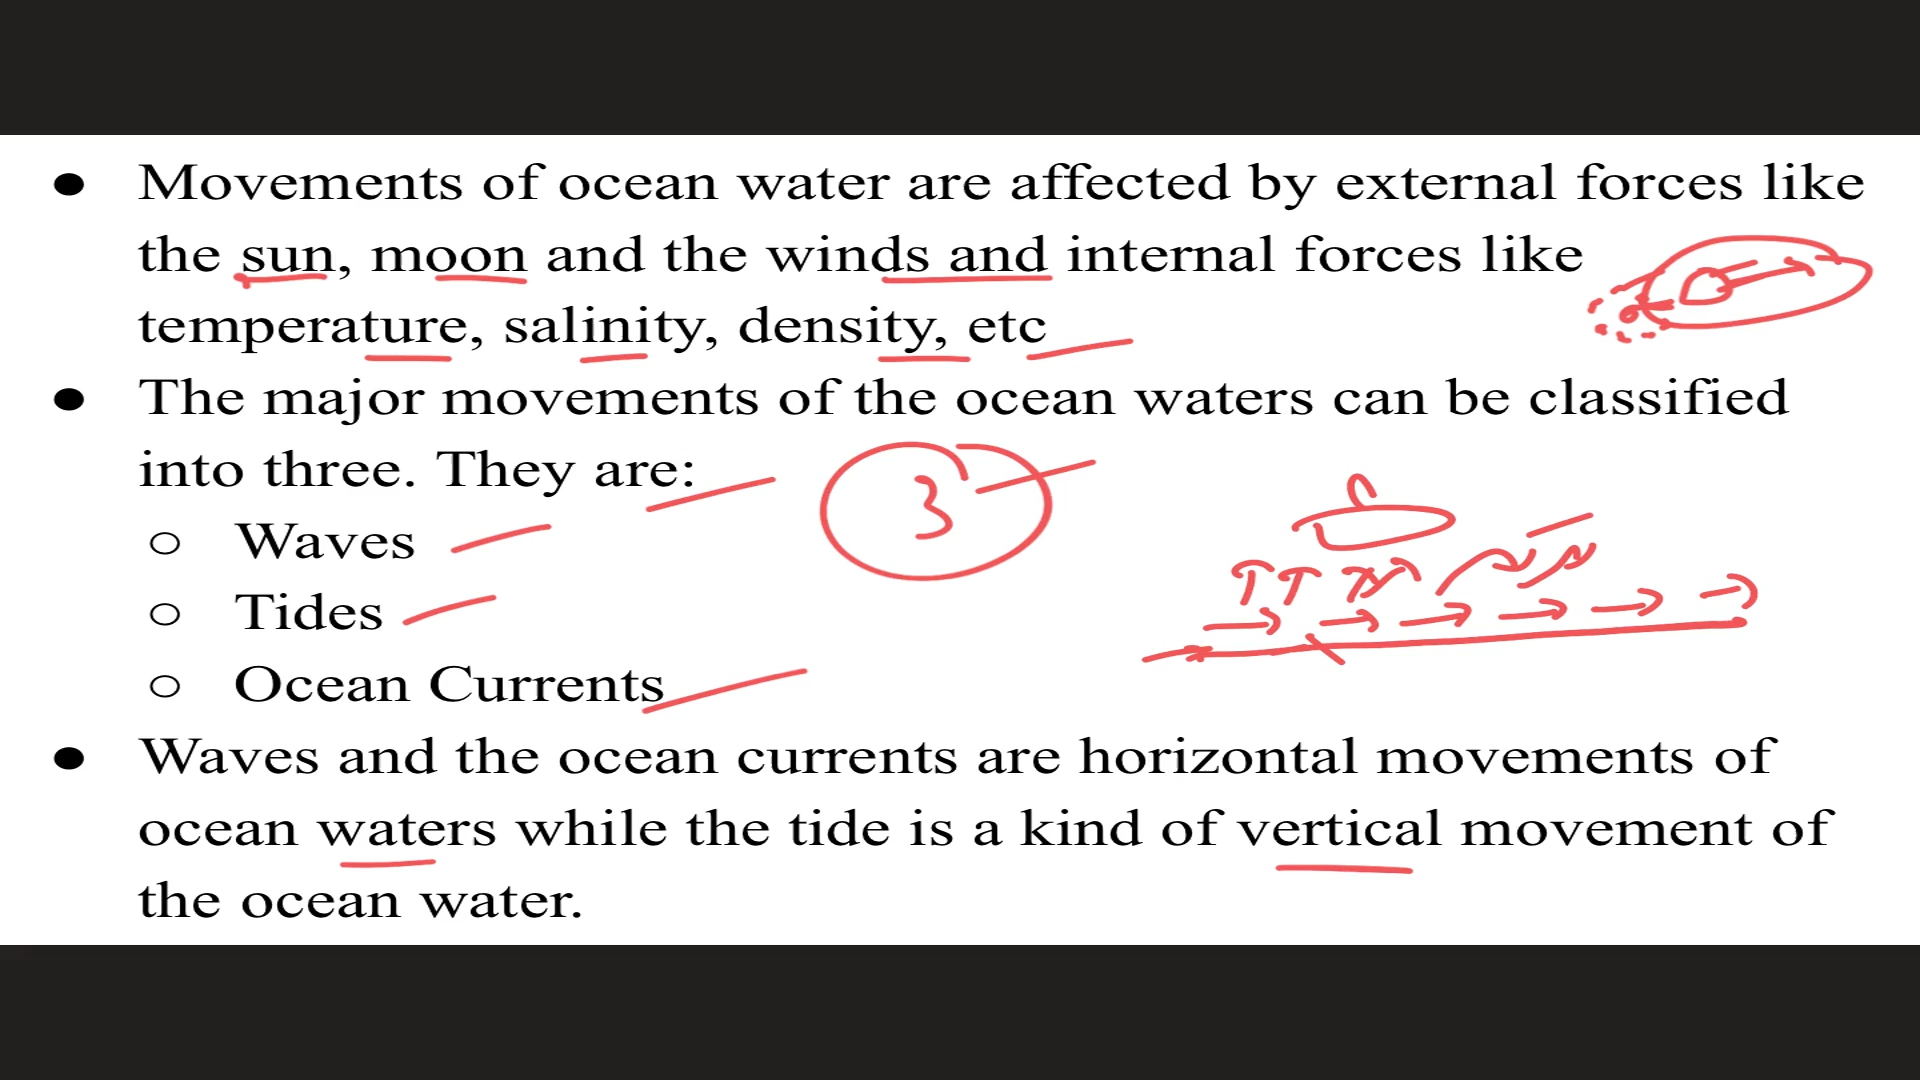 ● Movements of ocean water are affected by external forces like
the sun, moon and the winds and internal forces like
temperature, salinity, density, etc
● The major movements of the ocean waters can be classified
into three. They are:
3
○ Waves
○ Tides
○ Ocean Currents
● Waves and the ocean currents are horizontal movements of
ocean waters while the tide is a kind of vertical movement of
the ocean water.